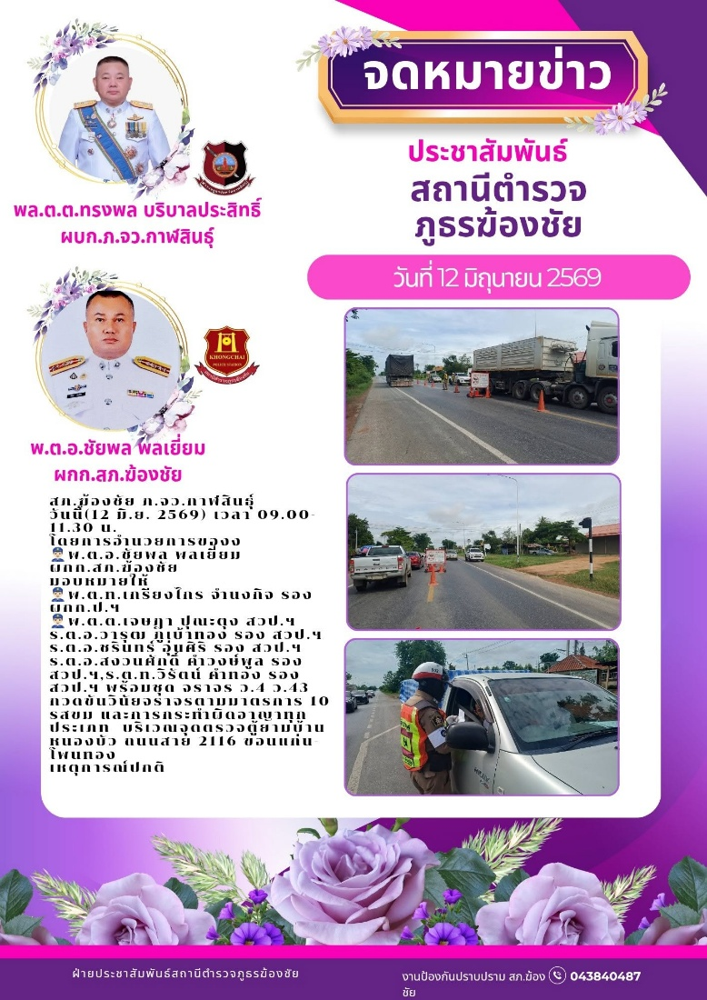 จดหมายข่าว
ประชาสัมพันธ์
สถานีตำรวจ
ภูธรฆ้องชัย
วันที่ 12 มิถุนายน 2569
พล.ต.ต.ทรงพล บริบาลประสิทธิ์
ผบก.ภ.จว.กาฬสินธุ์
KHONGCHAI
POLICE STATION
พ.ต.อ.ชัยพล พลเยี่ยม
ผกก.สภ.ฆ้องชัย
สภ.ฆ้องชัย ภ.จว.กาฬสินธุ์
วันนี้(12 มิ.ย. 2569) เวลา 09.00-
11.30 น.
โดยการอำนวยการของง
👮🏻พ.ต.อ.ชัยพล พลเยี่ยม
ผกก.สภ.ฆ้องชัย
มอบหมายให้
👮🏻พ.ต.ท.เกรียงไกร จำนงกิจ รอง
ผกก.ป.ฯ
👮🏻พ.ต.ต.เจษฎา ปุณะตุง สวป.ฯ
ร.ต.อ.วารุฒ ภูเบ้าทอง รอง สวป.ฯ
ร.ต.อ.ชรินทร์ อุ่นศิริ รอง สวป.ฯ
ร.ต.อ.สงวนศักดิ์ คำวงษ์พูล รอง
สวป.ฯ,ร.ต.ท.วิรัตน์ คำทอง รอง
สวป.ฯ พร้อมชุด จราจร ว.4 ว.43
กวดขันวินัยจราจรตามมาตรการ 10
รสขม และการกระทำผิดอาญาทุก
ประเภท บริเวณจุดตรวจตู้ยามบ้าน
หนองบัว ถนนสาย 2116 ซ่อนแก่น-
โพนทอง
เหตุการณ์ปกติ
ฝ่ายประชาสัมพันธ์สถานีตำรวจภูธรฆ้องชัย
งานป้องกันปราบปราม สภ.ฆ้อง
ชัย
043840487